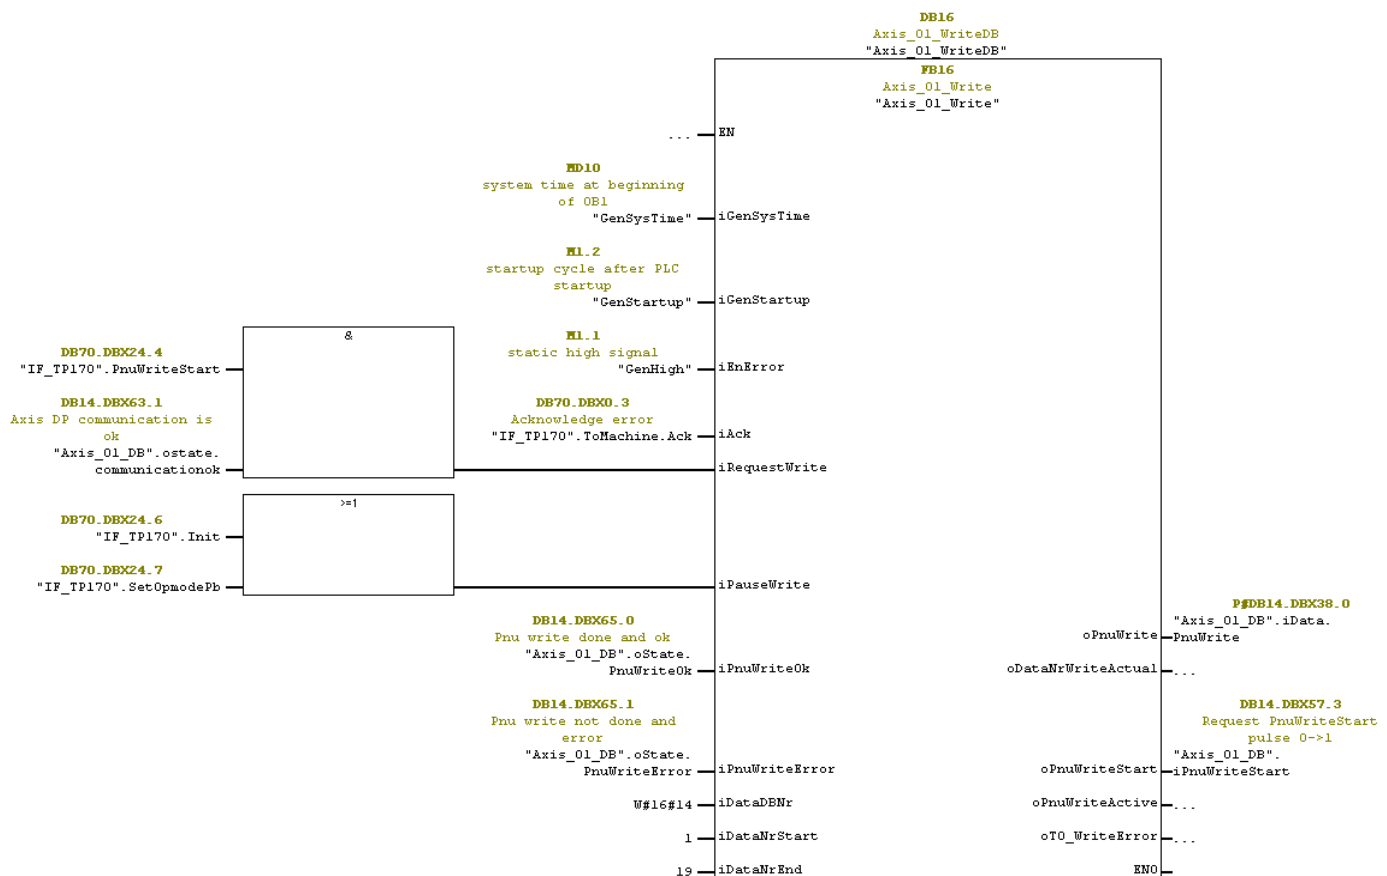 DB16
Axis_01_WriteDB
"Axis_01_WriteDB"
FB16
Axis_01_Write
"Axis_01_Write"
...
EN
MD10
system time at beginning
of OB1
"GenSysTime"
iGenSysTime
M1.2
startup cycle after PLC
startup
"GenStartup"
iGenStartup
&
DB70.DBX24.4
"IF_TP170".PnuWriteStart
DB14.DBX63.1
Axis DP communication is
ok
"Axis_01_DB".ostate.
communicationok
M1.1
static high signal
"GenHigh"
iEnError
DB70.DBX0.3
Acknowledge error
"IF_TP170".ToMachine.Ack
iAck
iRequestWrite
>=1
DB70.DBX24.6
"IF_TP170".Init
DB70.DBX24.7
"IF_TP170".SetOpmodePb
iPauseWrite
DB14.DBX65.0
Pnu write done and ok
"Axis_01_DB".oState.
PnuWriteOk
iPnuWriteOk
P#DB14.DBX38.0
"Axis_01_DB".iData.
PnuWrite
oPnuWrite
oDataNrWriteActual
...
DB14.DBX65.1
Pnu write not done and
error
"Axis_01_DB".oState.
PnuWriteError
iPnuWriteError
DB14.DBX57.3
Request PnuWriteStart
pulse 0->1
"Axis_01_DB".
iPnuWriteStart
oPnuWriteStart
W#16#14
iDataDBNr
oPnuWriteActive
...
1
iDataNrStart
oTO_WriteError
...
19
iDataNrEnd
ENO